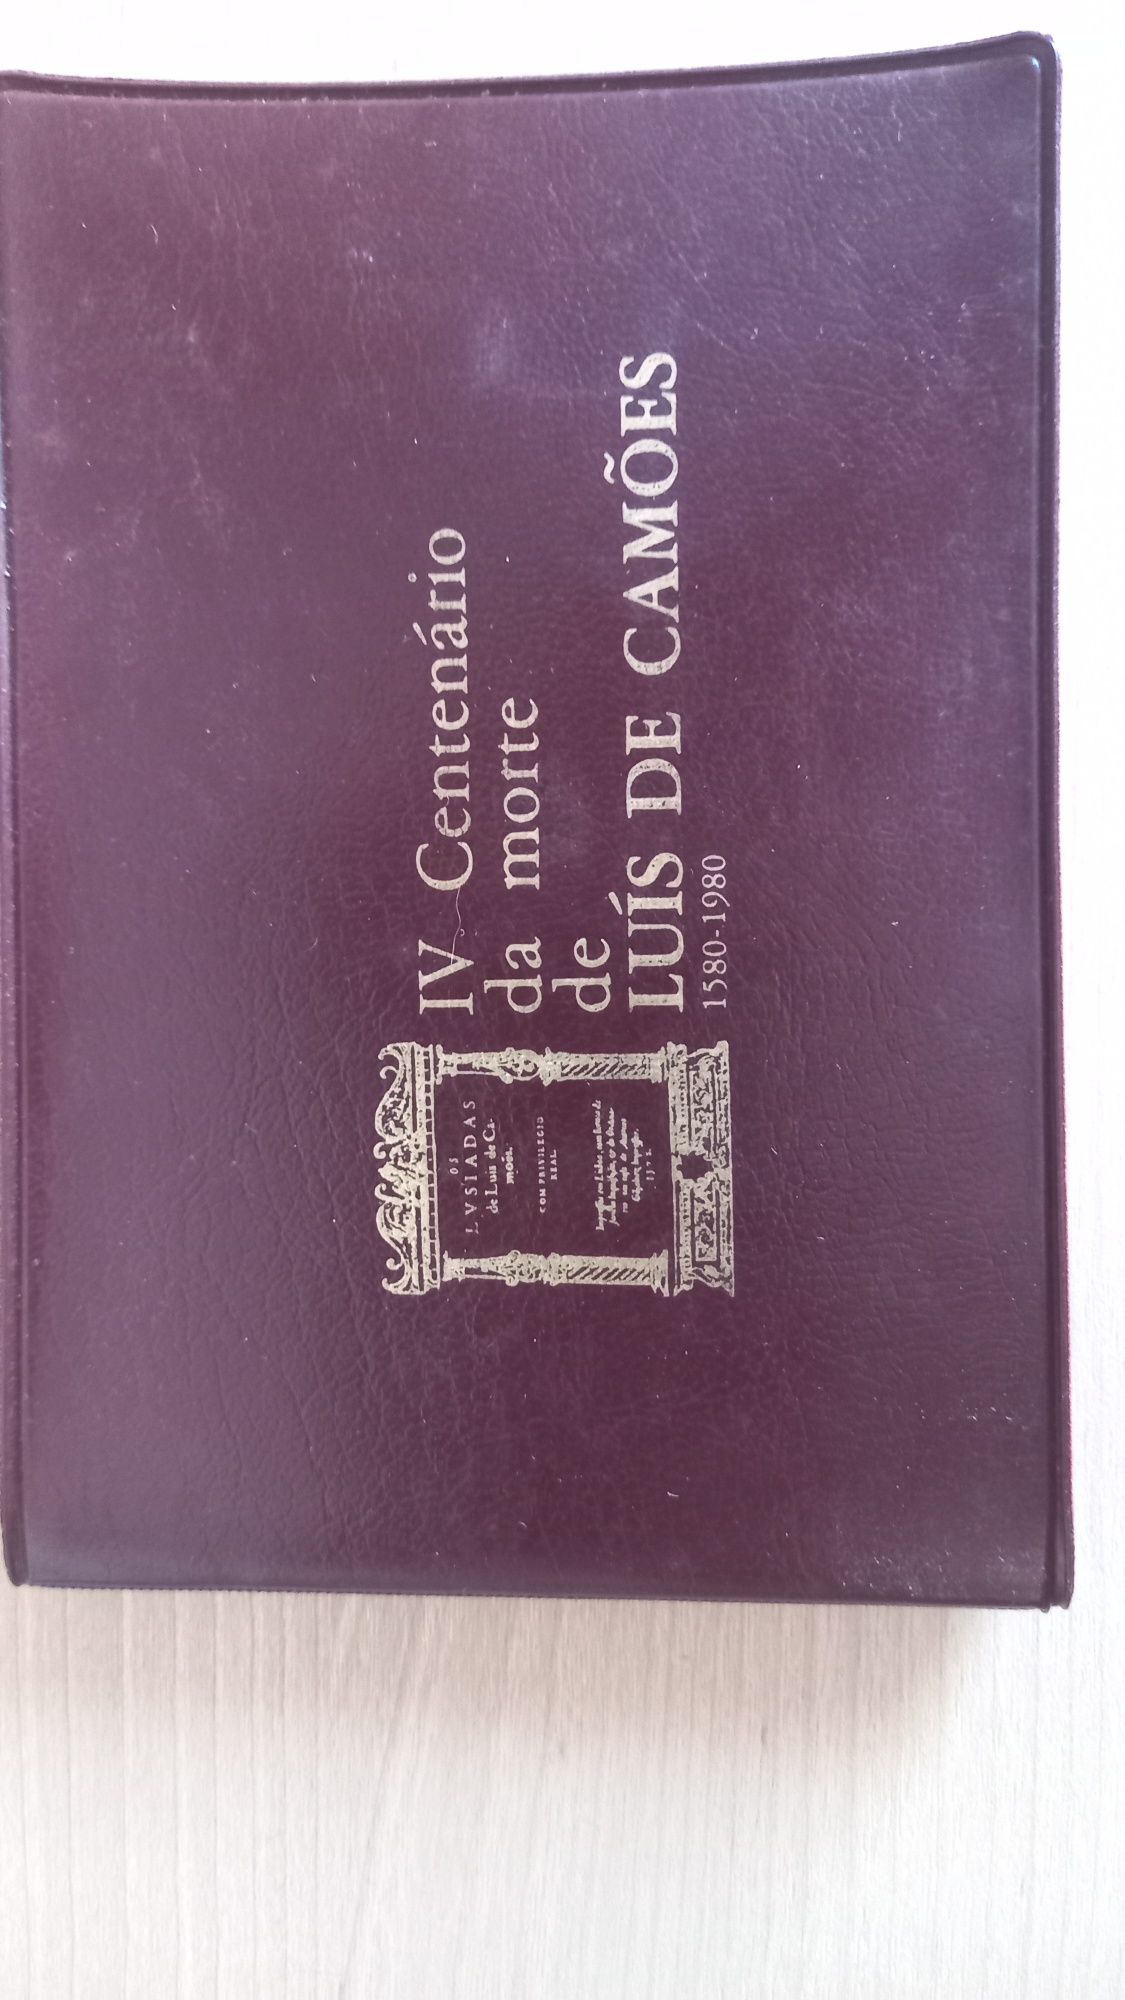 IV Centenário
da morte
de
LUÍS DE CAMÕES
1580-1980
OS
LVSIADAS
de Luis de Ca-
moẽs.
COM PRIVILEGIO
REAL.
1572.